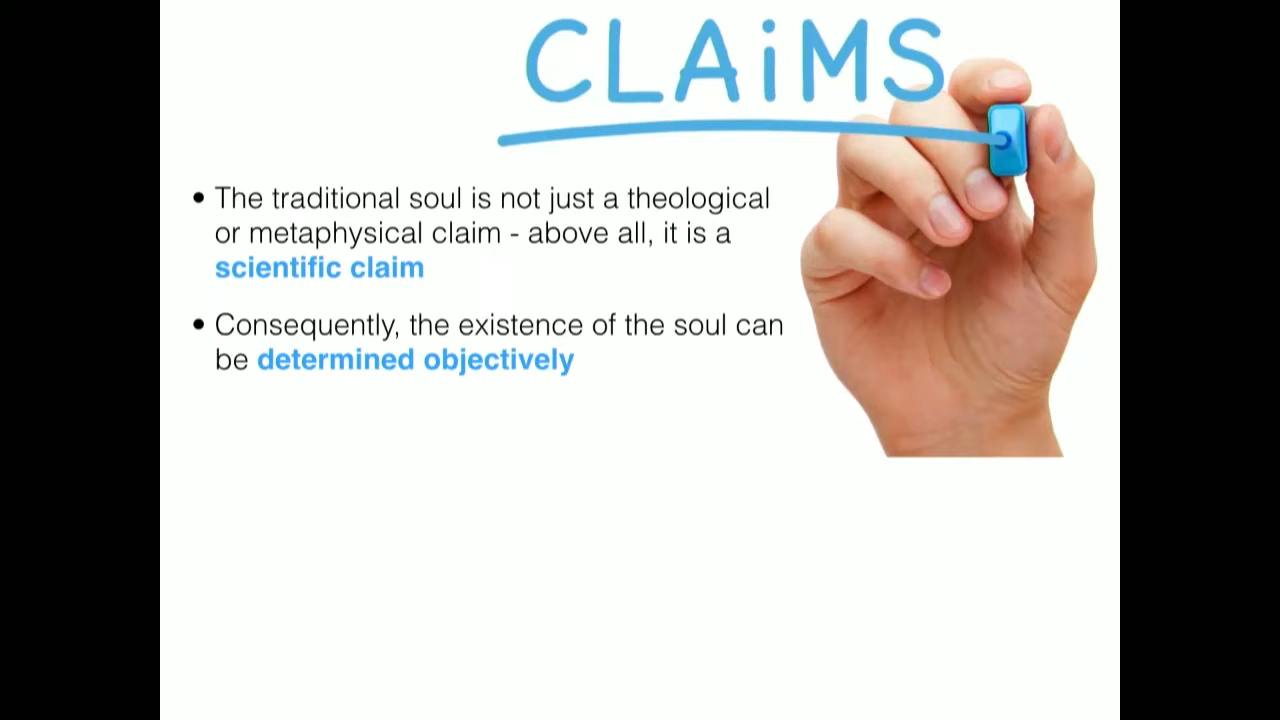 CLAiMS
• The traditional soul is not just a theological
or metaphysical claim - above all, it is a
scientific claim
• Consequently, the existence of the soul can
be determined objectively